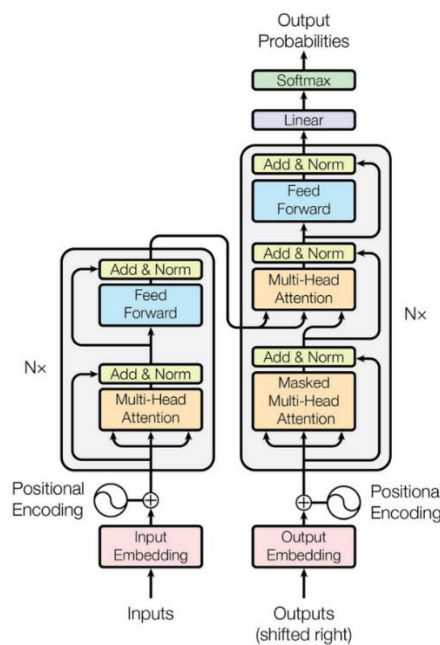 Output
Probabilities
Softmax
Linear
Add & Norm
Feed
Forward
Add & Norm
Multi-Head
Attention
Add & Norm
Masked
Multi-Head
Attention
N×
Positional
Encoding
Output
Embedding
Outputs
(shifted right)
Add & Norm
Feed
Forward
Add & Norm
Multi-Head
Attention
N×
Positional
Encoding
Input
Embedding
Inputs